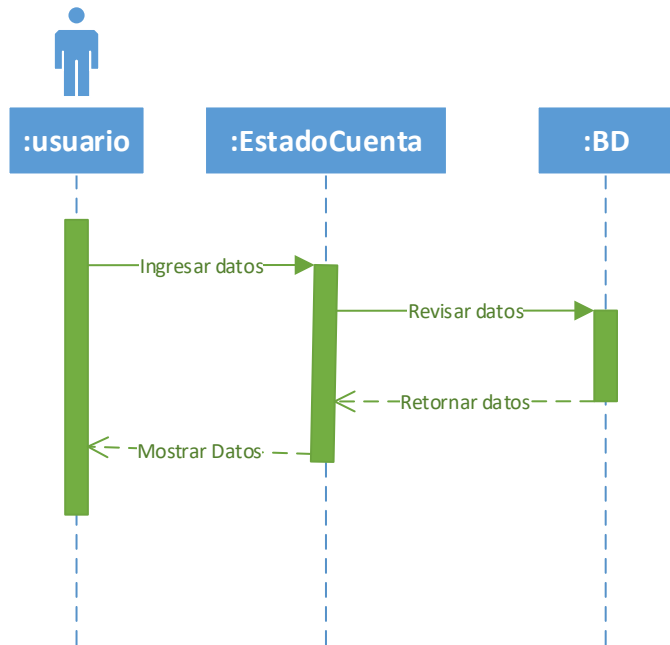 :usuario
:EstadoCuenta
:BD
Ingresar datos
Revisar datos
Retornar datos
Mostrar Datos